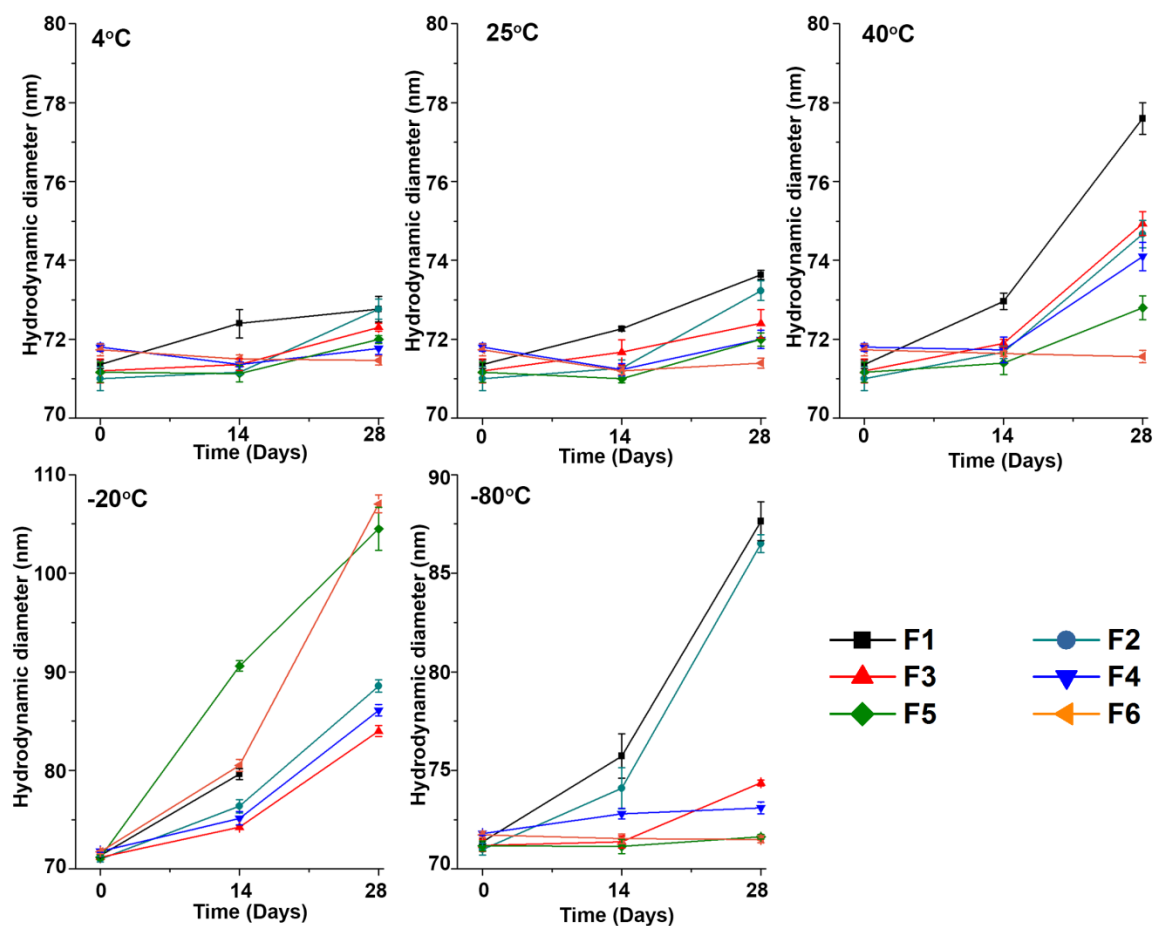 4°C
Hydrodynamic diameter (nm)
80
78
76
74
72
70
0
14
28
Time (Days)
25°C
Hydrodynamic diameter (nm)
80
78
76
74
72
70
0
14
28
Time (Days)
40°C
Hydrodynamic diameter (nm)
80
78
76
74
72
70
0
14
28
Time (Days)
-20°C
Hydrodynamic diameter (nm)
110
100
90
80
70
0
14
28
Time (Days)
-80°C
Hydrodynamic diameter (nm)
90
85
80
75
70
0
14
28
Time (Days)
F1
F2
F3
F4
F5
F6